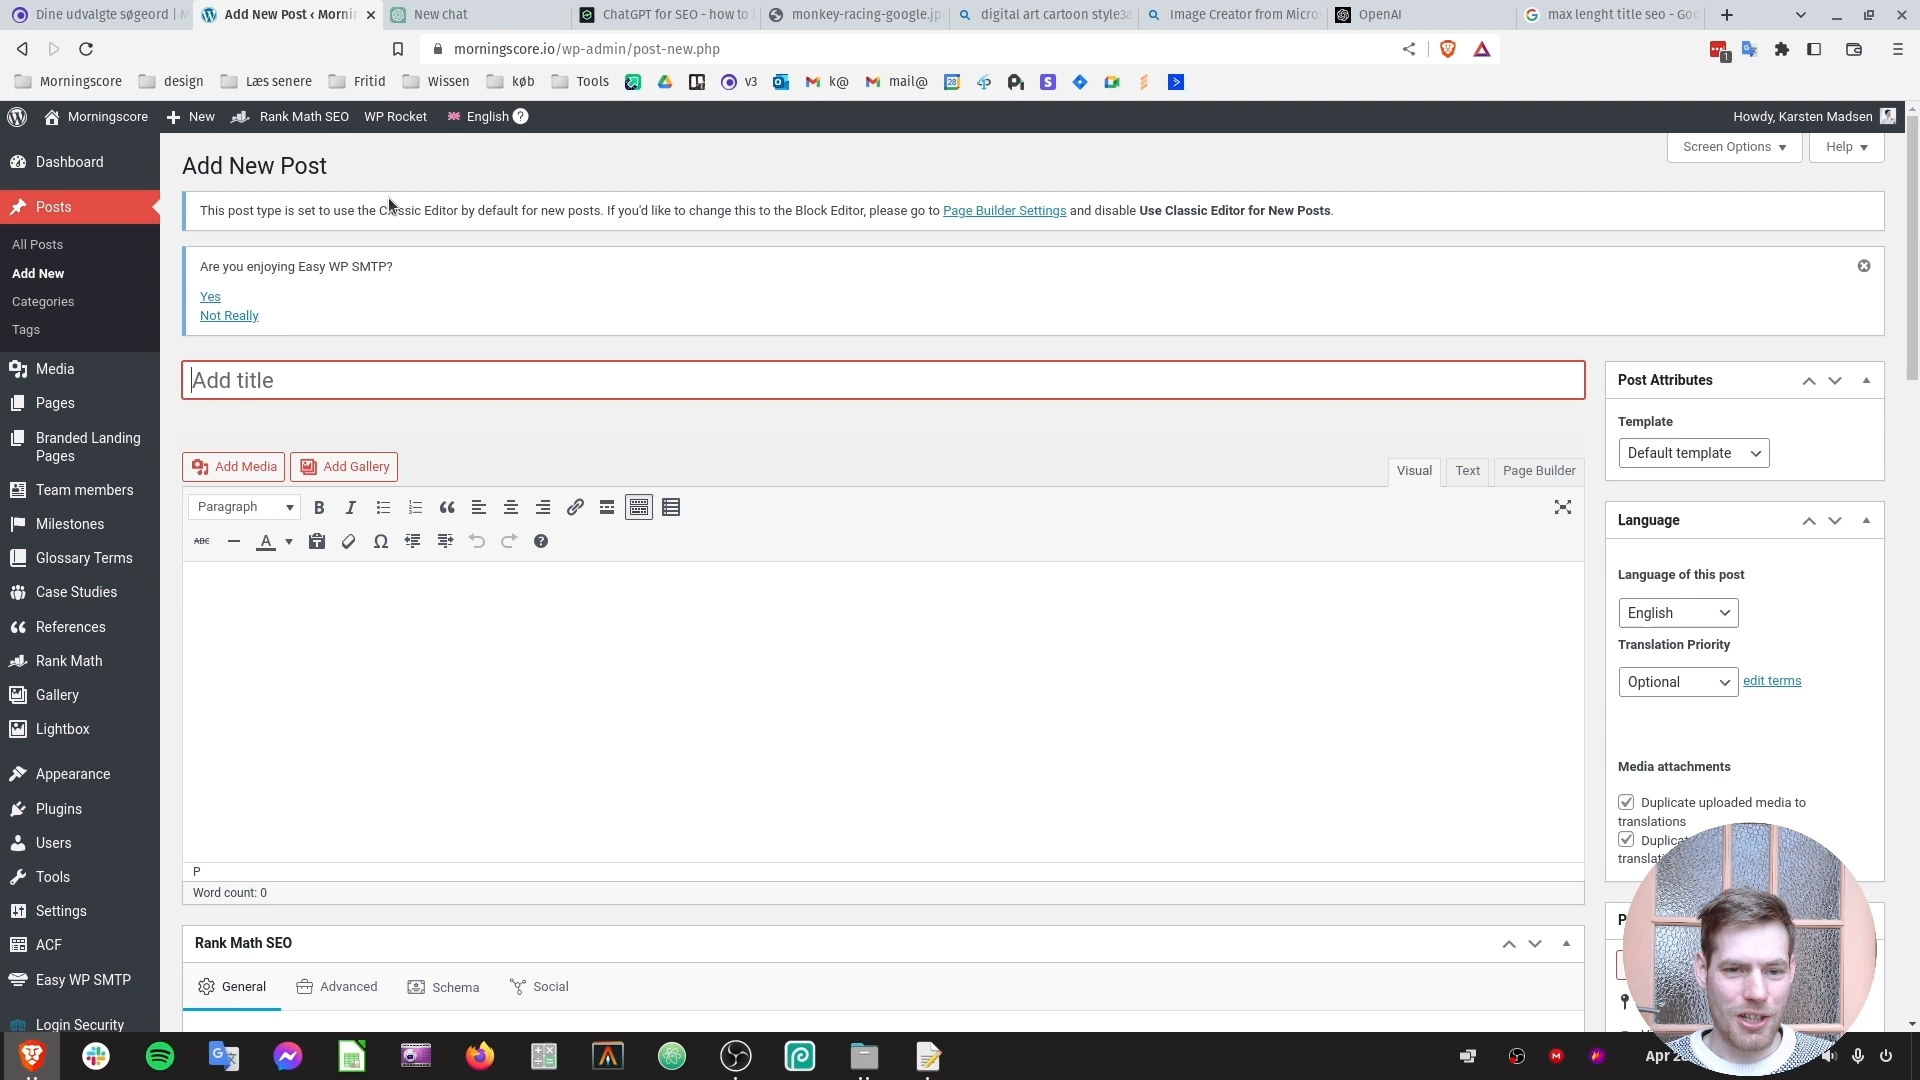 Dine udvalgte søgeord | M
Add New Post ‹ Mornin
New chat
ChatGPT for SEO - how to
monkey-racing-google.jp
digital art cartoon style3a
Image Creator from Micros
OpenAI
max lenght title seo - Goo
morningscore.io/wp-admin/post-new.php
1
Morningscore
design
Læs senere
Fritid
Wissen
køb
Tools
v3
k@
mail@
28
Morningscore
New
Rank Math SEO
WP Rocket
English
Howdy, Karsten Madsen
Dashboard
Posts
All Posts
Add New
Categories
Tags
Media
Pages
Branded Landing
Pages
Team members
Milestones
Glossary Terms
Case Studies
References
Rank Math
Gallery
Lightbox
Appearance
Plugins
Users
Tools
Settings
ACF
Easy WP SMTP
Login Security
Add New Post
Screen Options
Help
This post type is set to use the Classic Editor by default for new posts. If you'd like to change this to the Block Editor, please go to Page Builder Settings and disable Use Classic Editor for New Posts.
Are you enjoying Easy WP SMTP?
Yes
Not Really
Add title
Add Media
Add Gallery
Visual
Text
Page Builder
Paragraph
P
Word count: 0
Rank Math SEO
General
Advanced
Schema
Social
Post Attributes
Template
Default template
Language
Language of this post
English
Translation Priority
Optional
edit terms
Media attachments
Duplicate uploaded media to
translations
Apr 2